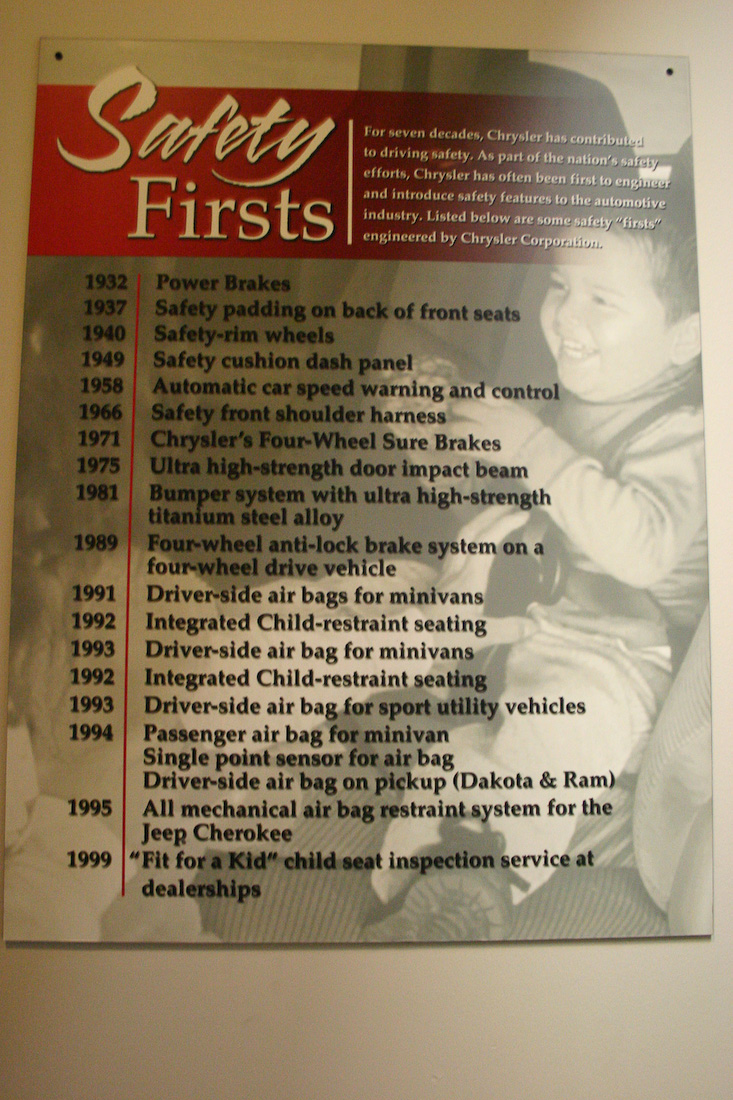 Safety
Firsts
For seven decades, Chrysler has contributed
to driving safety. As part of the nation's safety
efforts, Chrysler has often been first to engineer
and introduce safety features to the automotive
industry. Listed below are some safety "firsts"
engineered by Chrysler Corporation.
1932 Power Brakes
1937 Safety padding on back of front seats
1940 Safety-rim wheels
1949 Safety cushion dash panel
1958 Automatic car speed warning and control
1966 Safety front shoulder harness
1971 Chrysler's Four-Wheel Sure Brakes
1975 Ultra high-strength door impact beam
1981 Bumper system with ultra high-strength
titanium steel alloy
1989 Four-wheel anti-lock brake system on a
four-wheel drive vehicle
1991 Driver-side air bags for minivans
1992 Integrated Child-restraint seating
1993 Driver-side air bag for minivans
1992 Integrated Child-restraint seating
1993 Driver-side air bag for sport utility vehicles
1994 Passenger air bag for minivan
Single point sensor for air bag
Driver-side air bag on pickup (Dakota & Ram)
1995 All mechanical air bag restraint system for the
Jeep Cherokee
1999 "Fit for a Kid" child seat inspection service at
dealerships